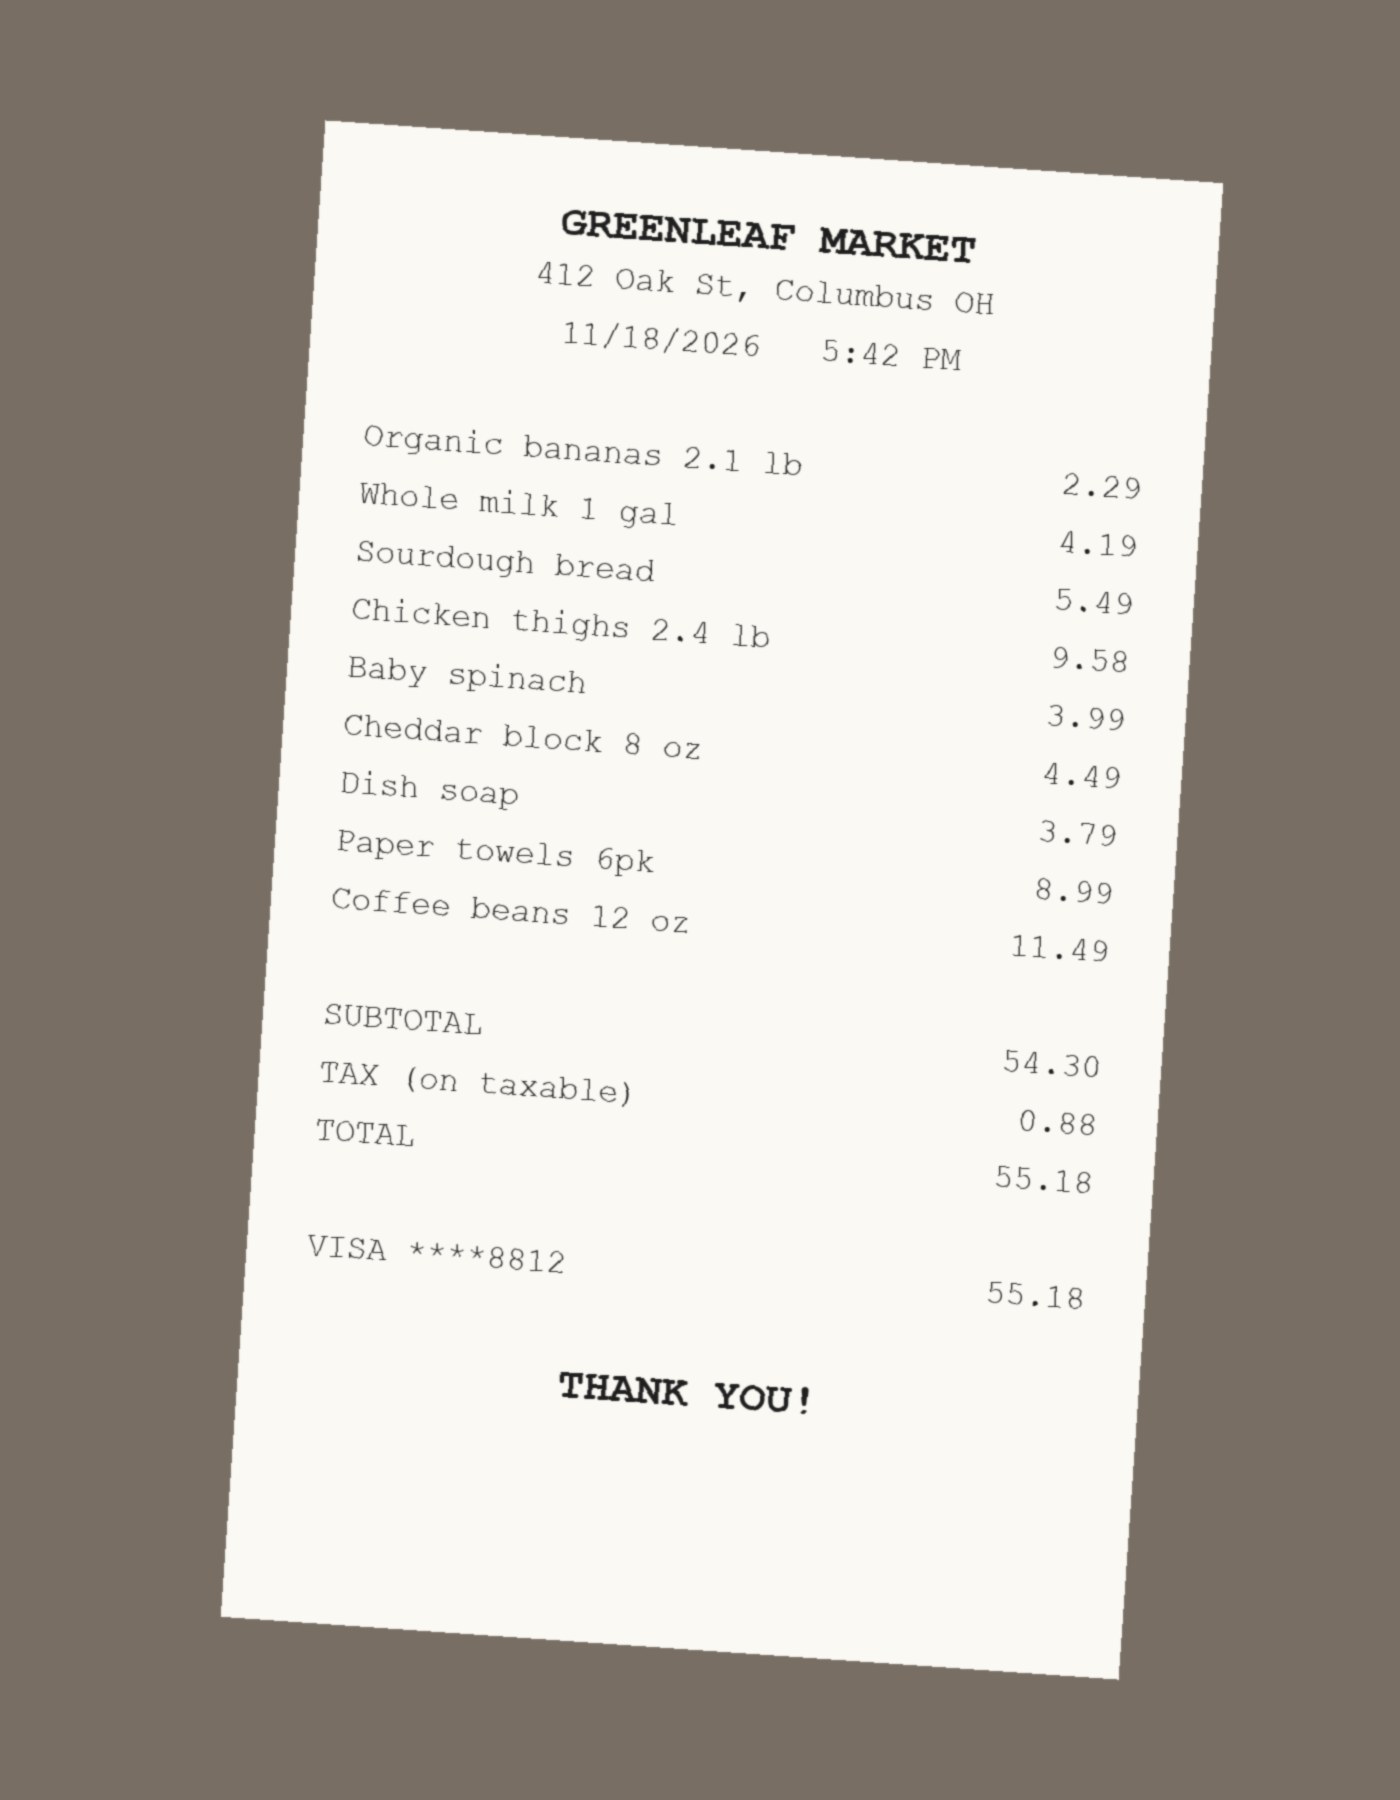 GREENLEAF MARKET
412 Oak St, Columbus OH
11/18/2026 5:42 PM
Organic bananas 2.1 lb 2.29
Whole milk 1 gal 4.19
Sourdough bread 5.49
Chicken thighs 2.4 lb 9.58
Baby spinach 3.99
Cheddar block 8 oz 4.49
Dish soap 3.79
Paper towels 6pk 8.99
Coffee beans 12 oz 11.49
SUBTOTAL 54.30
TAX (on taxable) 0.88
TOTAL 55.18
VISA ****8812 55.18
THANK YOU!